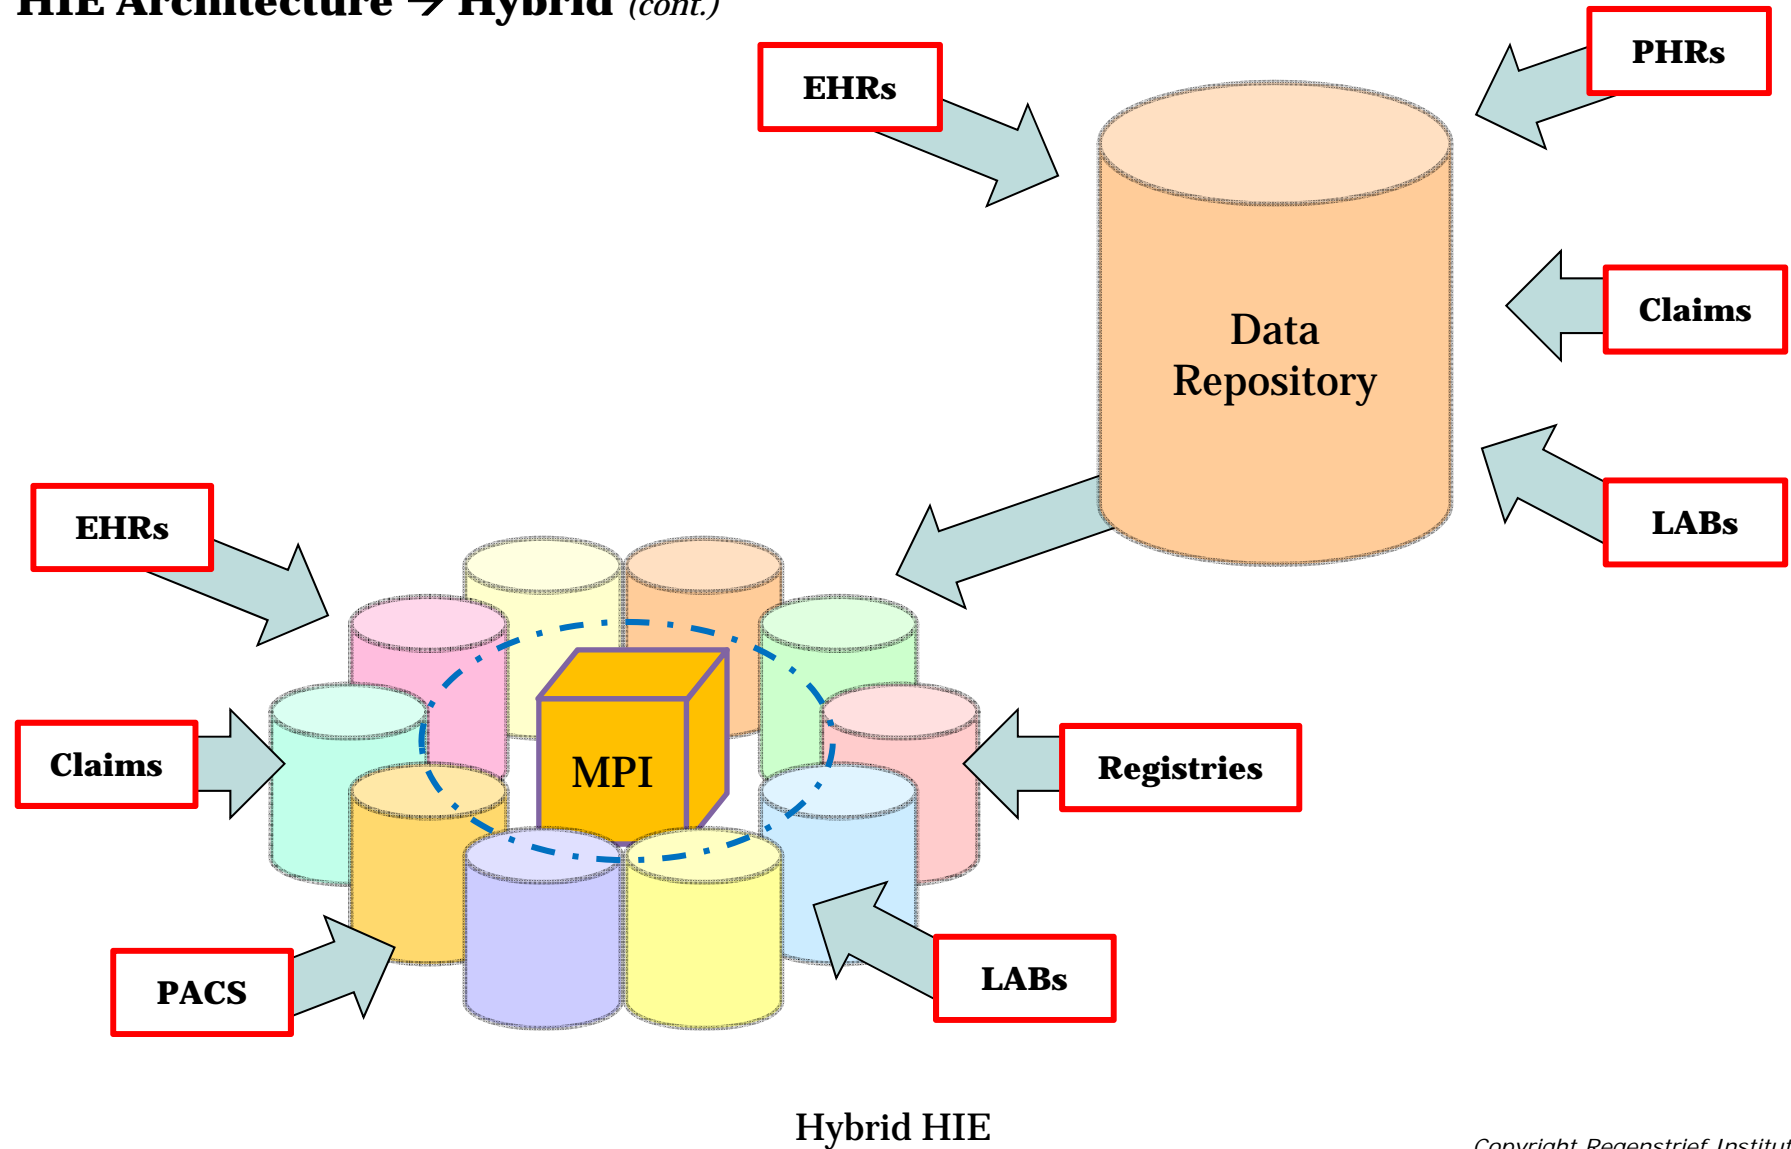 HIE Architecture → Hybrid (cont.)
PHRs
EHRs
Claims
Data
Repository
LABs
EHRs
Claims
MPI
Registries
PACS
LABs
Hybrid HIE
Copyright Regenstrief Institut